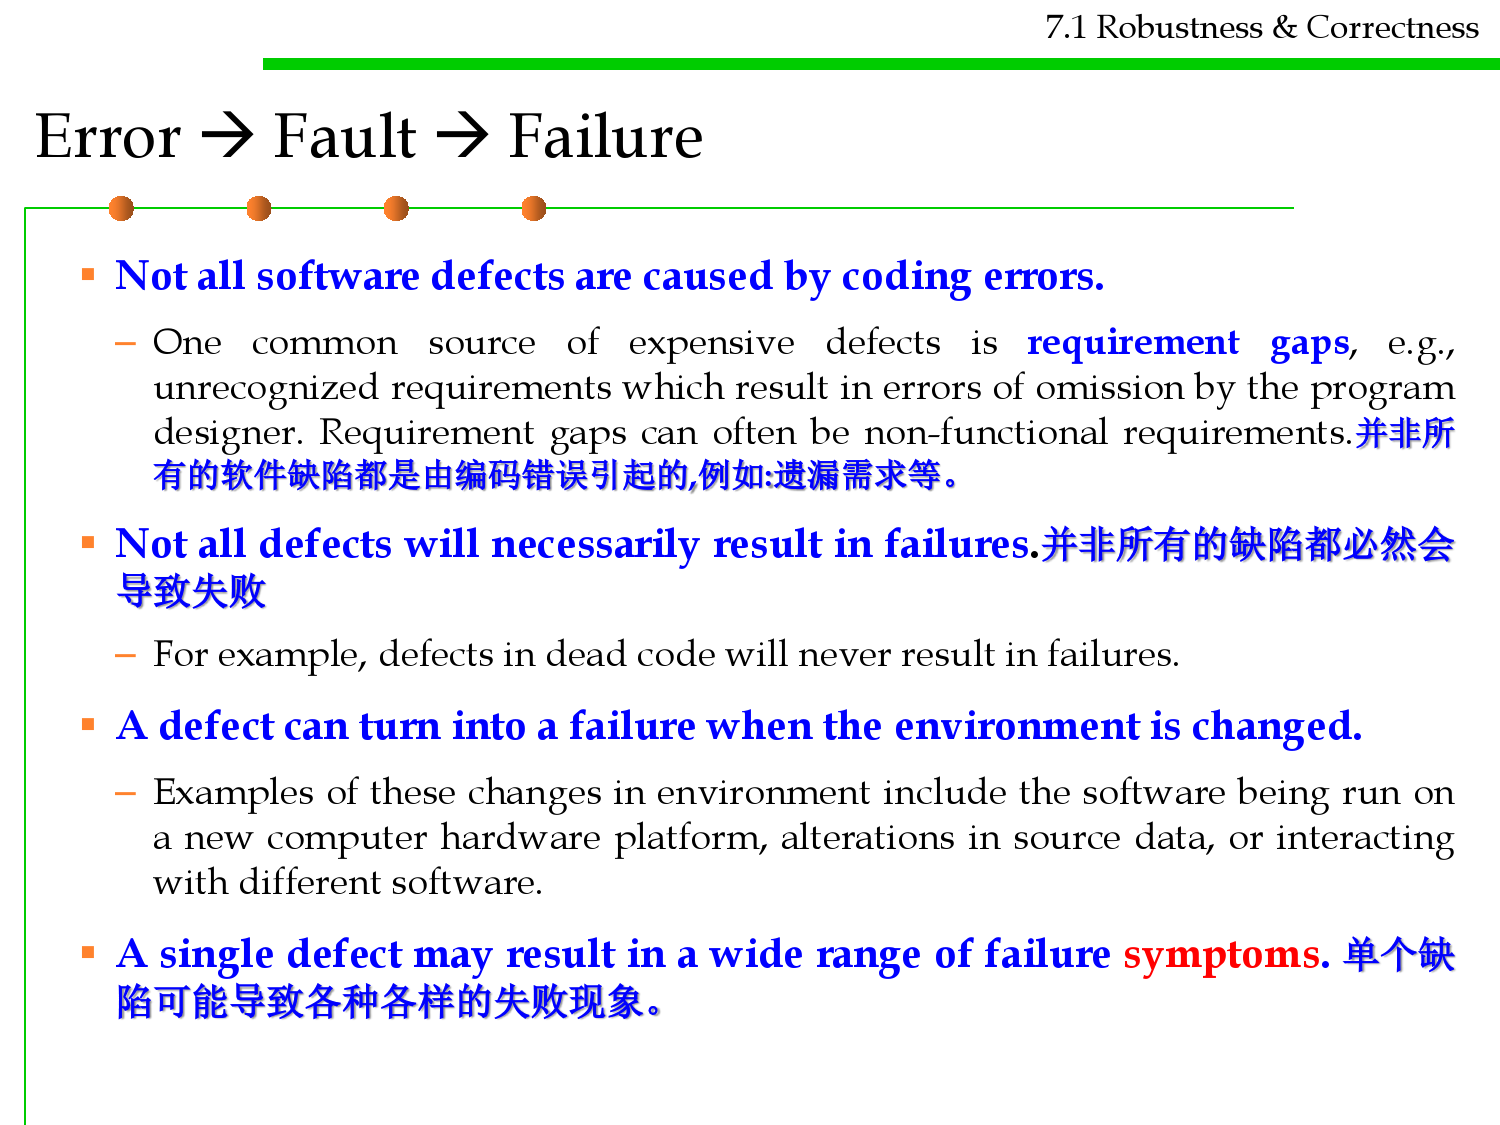 7.1 Robustness & Correctness
Error → Fault → Failure
▪ Not all software defects are caused by coding errors.
– One common source of expensive defects is requirement gaps, e.g.,
unrecognized requirements which result in errors of omission by the program
designer. Requirement gaps can often be non-functional requirements.并非所
有的软件缺陷都是由编码错误引起的,例如:遗漏需求等。
▪ Not all defects will necessarily result in failures.并非所有的缺陷都必然会
导致失败
– For example, defects in dead code will never result in failures.
▪ A defect can turn into a failure when the environment is changed.
– Examples of these changes in environment include the software being run on
a new computer hardware platform, alterations in source data, or interacting
with different software.
▪ A single defect may result in a wide range of failure symptoms. 单个缺
陷可能导致各种各样的失败现象。